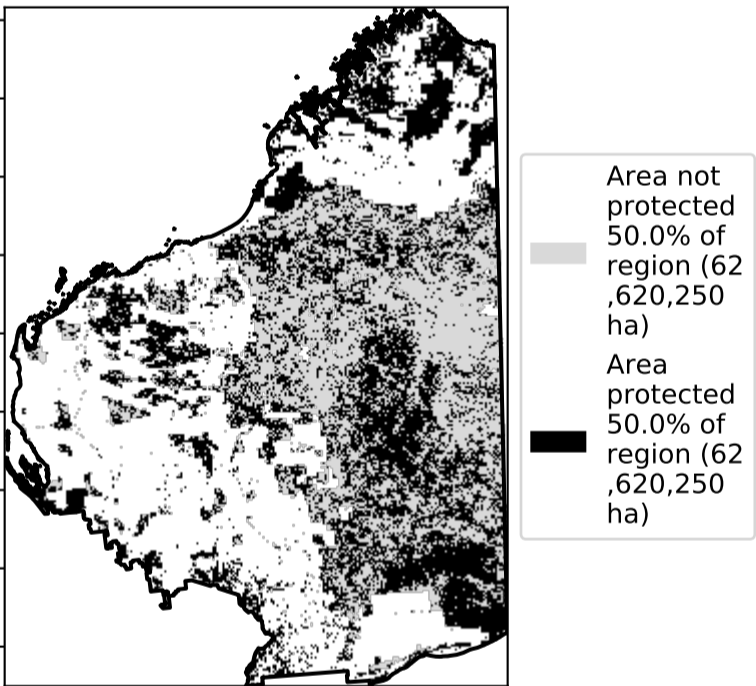 Area not
protected
50.0% of
region (62
,620,250
ha)
Area
protected
50.0% of
region (62
,620,250
ha)